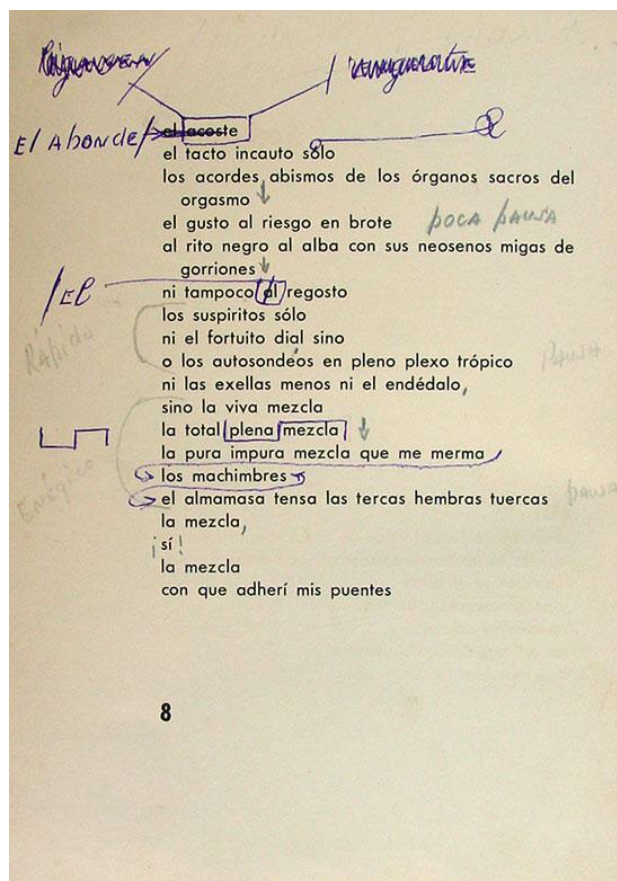 El Abonde/
el acoste
el tacto incauto sólo
los acordes abismos de los órganos sacros del
orgasmo
el gusto al riesgo en brote poca pausa
al rito negro al alba con sus neosenos migas de
gorriones
/El ni tampoco al regosto
los suspiritos sólo
Rápido
ni el fortuito dial sino
o los autosondeos en pleno plexo trópico pausa
ni las exellas menos ni el endédalo,
sino la viva mezcla
la total plena mezcla
la pura impura mezcla que me merma
los machimbres
Enérgico
el almamasa tensa las tercas hembras tuercas pausa
la mezcla,
¡sí!
la mezcla
con que adherí mis puentes
8